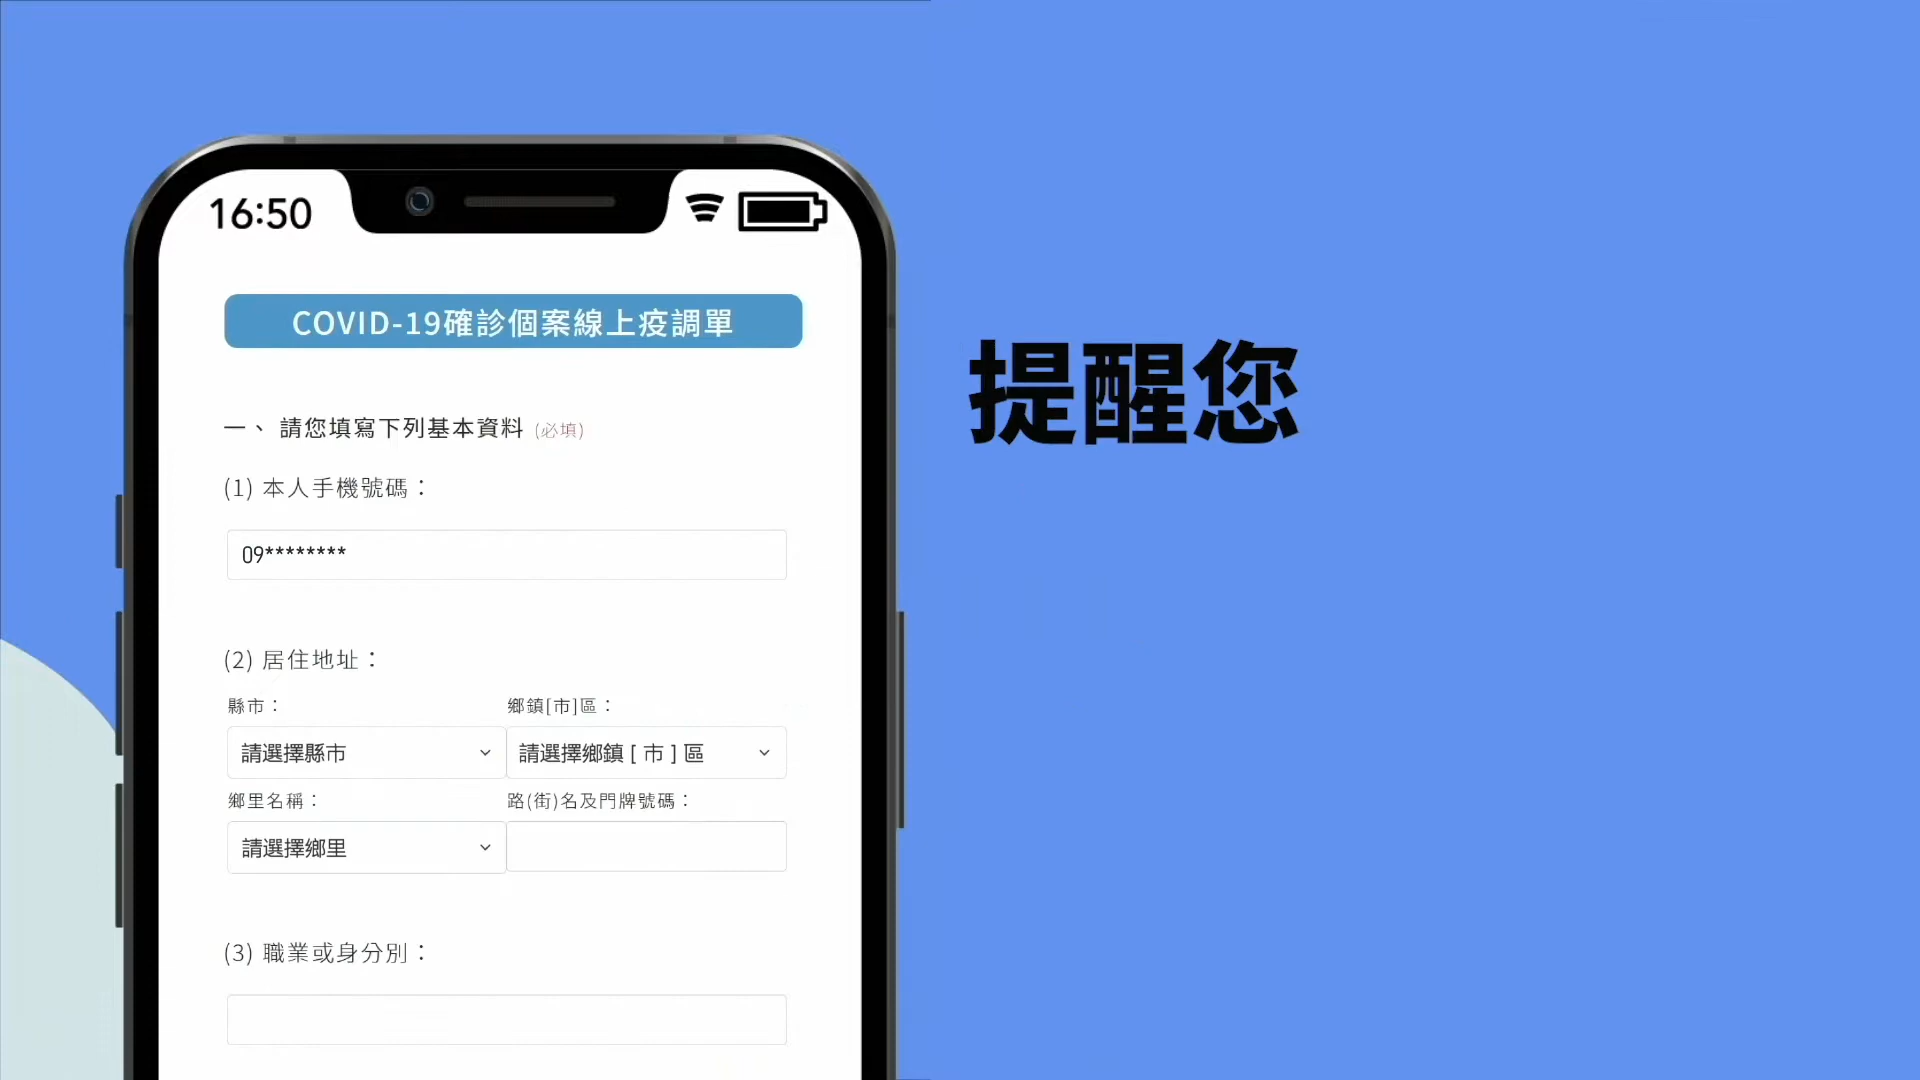 16:50
COVID-19確診個案線上疫調單
一、 請您填寫下列基本資料 (必填)
(1) 本人手機號碼：
09********
(2) 居住地址：
縣市： 鄉鎮[市]區：
請選擇縣市 請選擇鄉鎮 [ 市 ] 區
鄉里名稱： 路(街)名及門牌號碼：
請選擇鄉里
(3) 職業或身分別：
提醒您